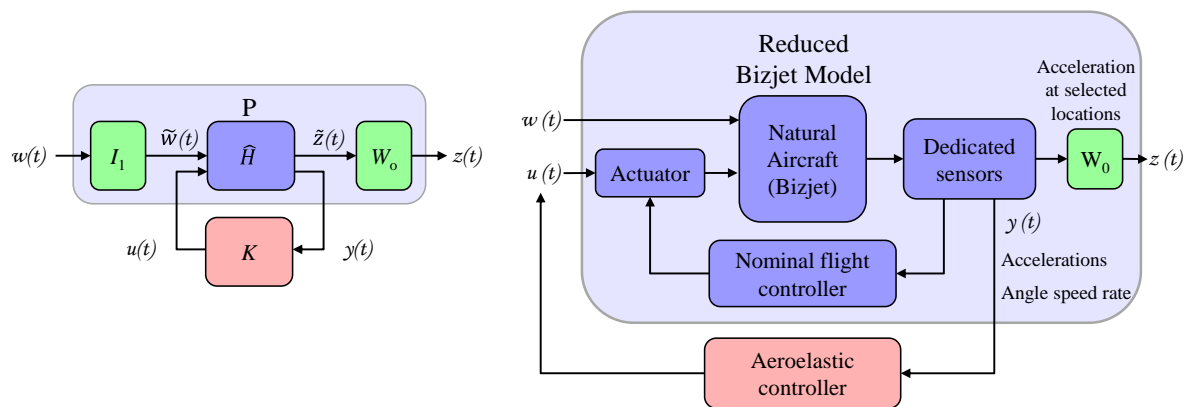 P
w(t)
I₁
w̃(t)
Ĥ
z̃(t)
Wₒ
z(t)
u(t)
K
y(t)
Reduced
Bizjet Model
Acceleration
at selected
locations
w(t)
u(t)
Actuator
Natural
Aircraft
(Bizjet)
Dedicated
sensors
W₀
z(t)
y(t)
Nominal flight
controller
Accelerations
Angle speed rate
Aeroelastic
controller